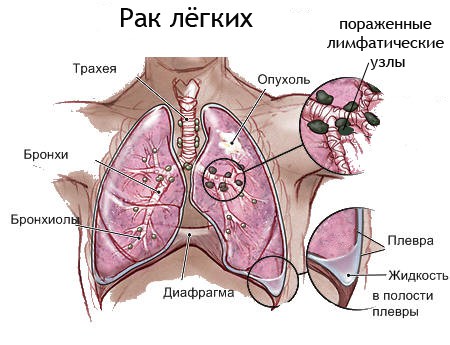 Рак лёгких
пораженные
лимфатические
узлы
Трахея
Опухоль
Бронхи
Бронхиолы
Плевра
Диафрагма
Жидкость
в полости
плевры